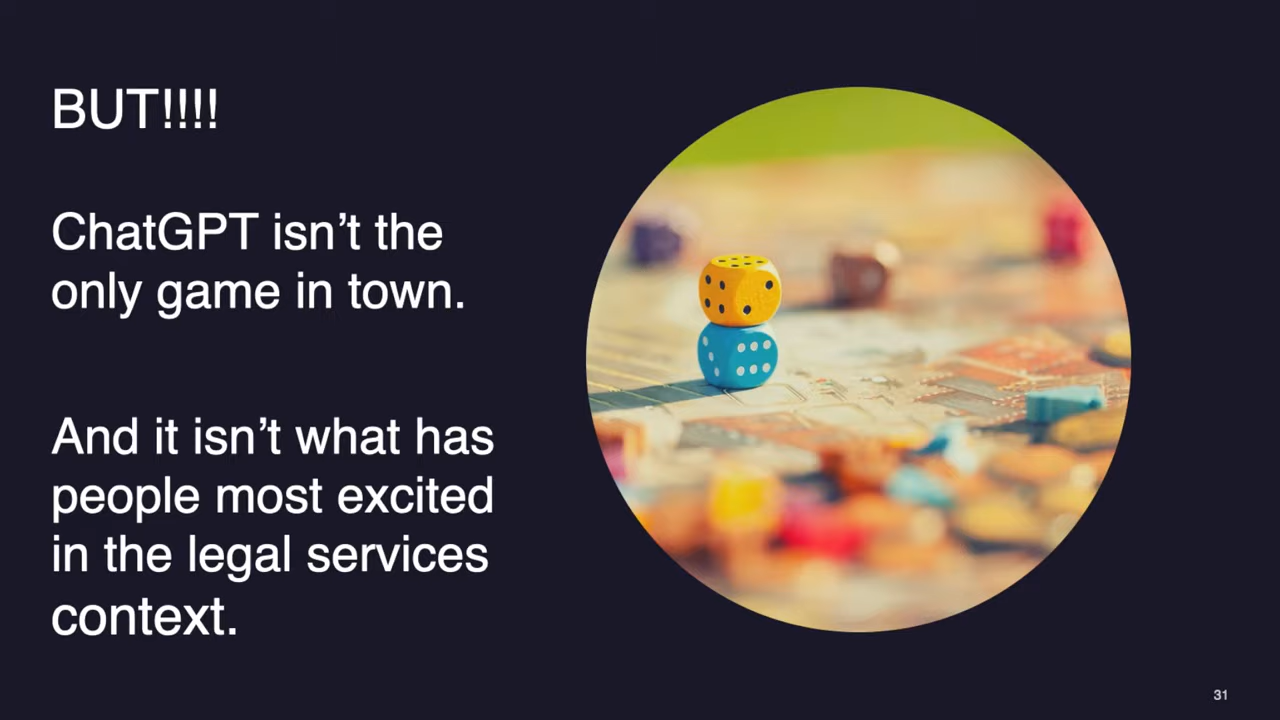 BUT!!!!
ChatGPT isn’t the
only game in town.
And it isn’t what has
people most excited
in the legal services
context.
31